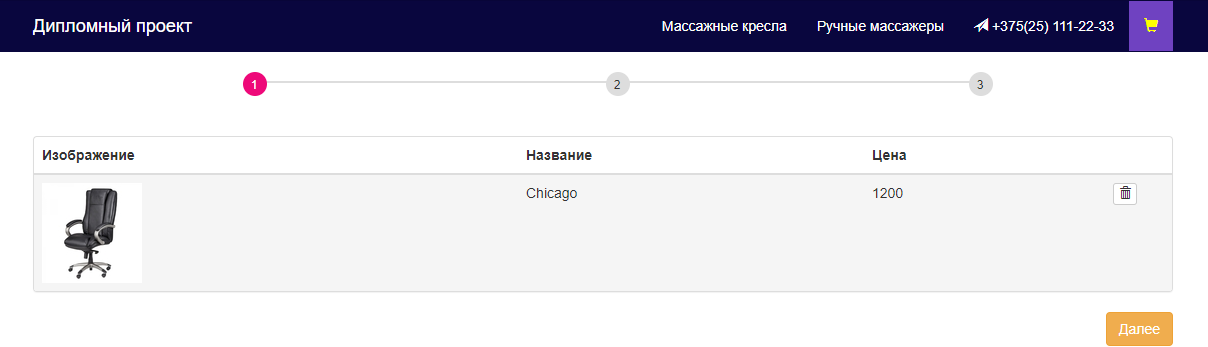 Дипломный проект Массажные кресла Ручные массажеры +375(25) 111-22-33
1 2 3
Изображение Название Цена
Chicago 1200
Далее